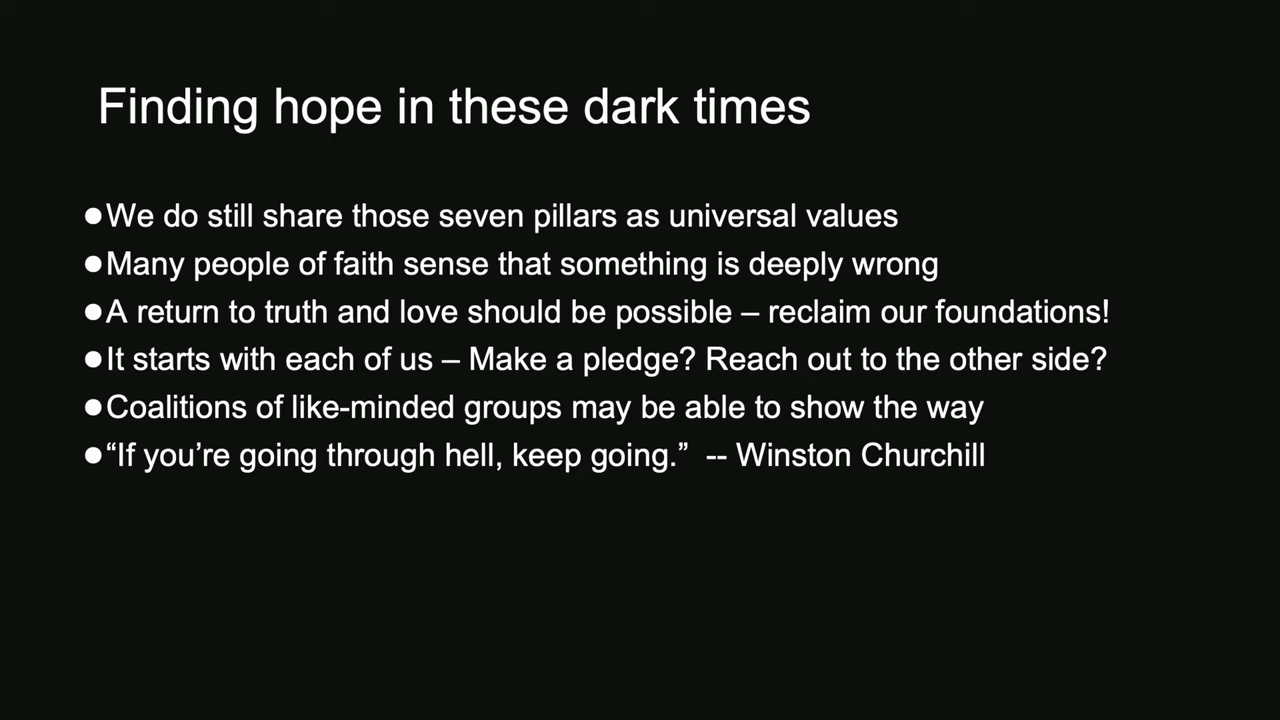 Finding hope in these dark times
●We do still share those seven pillars as universal values
●Many people of faith sense that something is deeply wrong
●A return to truth and love should be possible – reclaim our foundations!
●It starts with each of us – Make a pledge? Reach out to the other side?
●Coalitions of like-minded groups may be able to show the way
●“If you’re going through hell, keep going.”  -- Winston Churchill